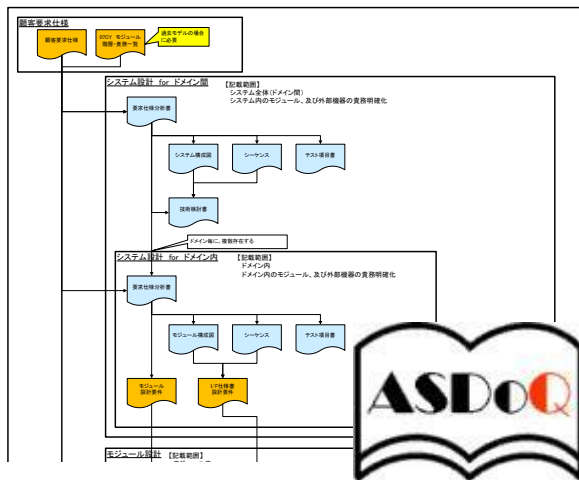 顧客要求仕様
顧客要求仕様
07CY モジュール
階層・責務一覧
過去モデルの場合
に必要
システム設計 for ドメイン間
【記載範囲】
システム全体(ドメイン間)
システム内のモジュール、及び外部機器の責務明確化
要求仕様分析書
システム構成図
シーケンス
テスト項目書
技術検討書
ドメイン毎に、複数存在する
システム設計 for ドメイン内
【記載範囲】
ドメイン内
ドメイン内のモジュール、及び外部機器の責務明確化
要求仕様分析書
モジュール構成図
シーケンス
テスト項目書
モジュール
設計要件
I/F仕様書
設計要件
ASDoQ
モジュール設計
【記載範囲】